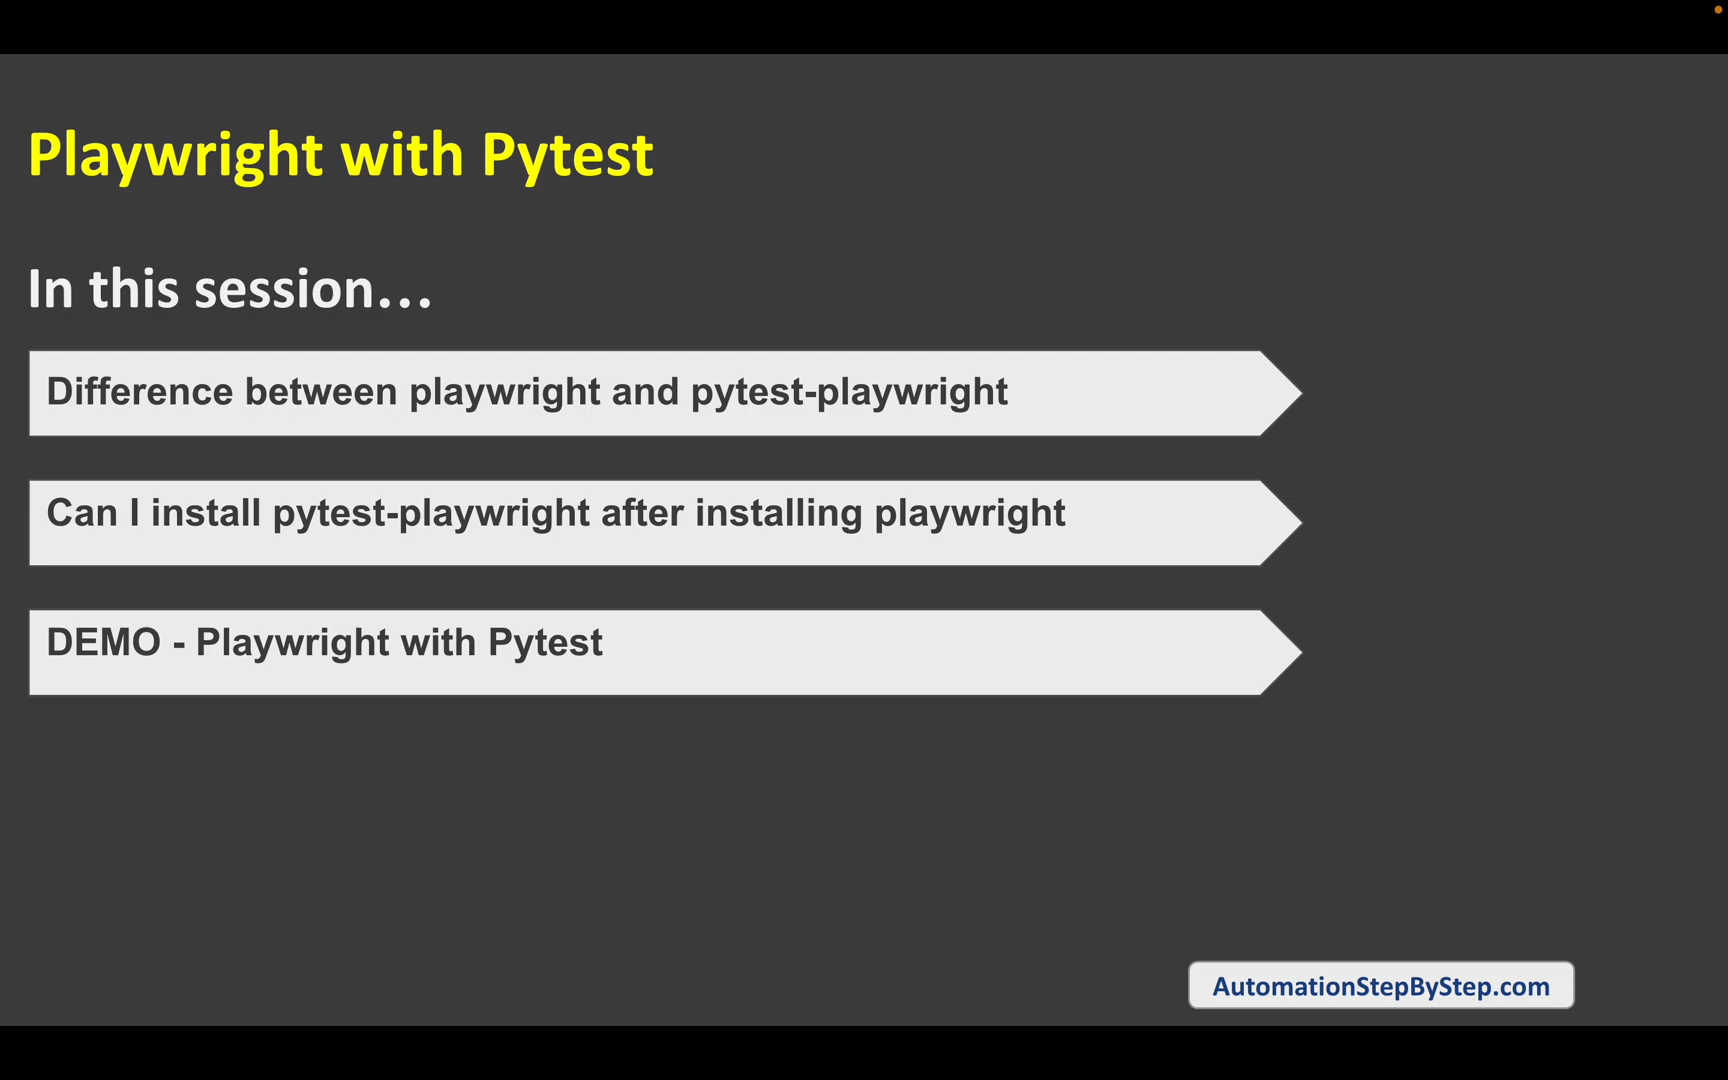 Playwright with Pytest
In this session...
Difference between playwright and pytest-playwright
Can I install pytest-playwright after installing playwright
DEMO - Playwright with Pytest
AutomationStepByStep.com